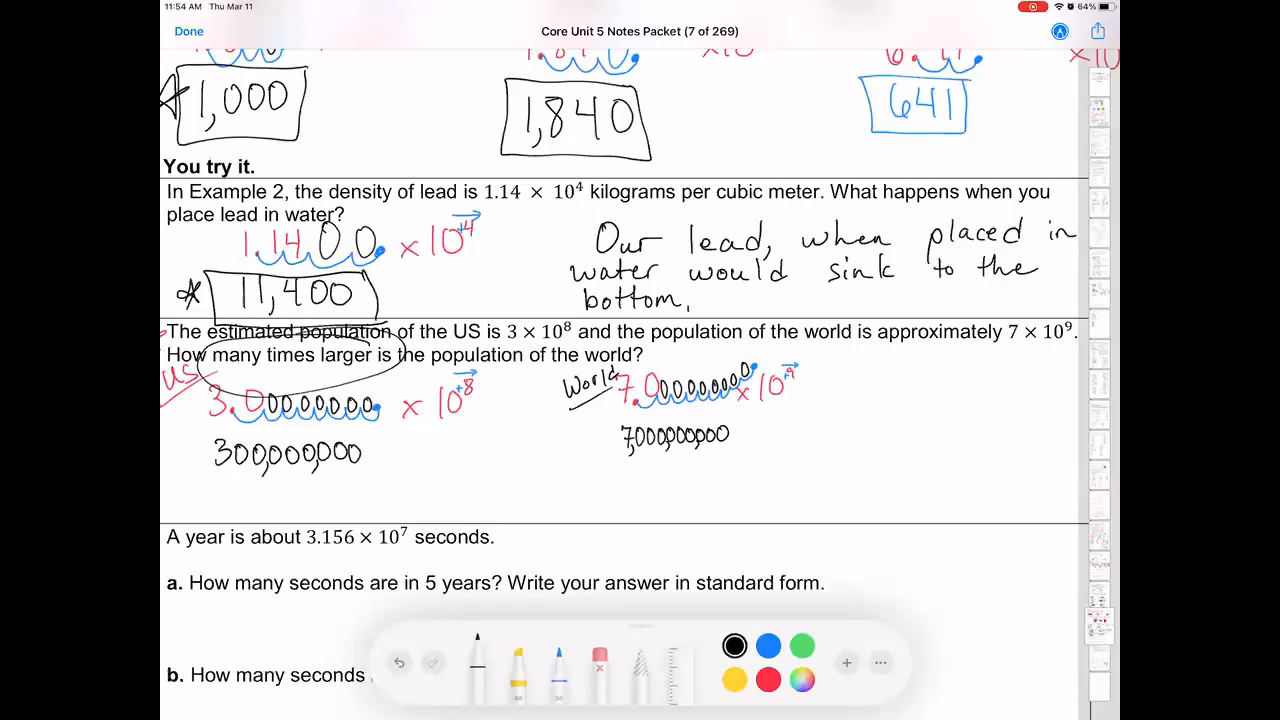 11:54 AM Thu Mar 11
64%
Done
Core Unit 5 Notes Packet (7 of 269)
1,000
1,840
641
You try it.
In Example 2, the density of lead is 1.14 × 10⁴ kilograms per cubic meter. What happens when you
place lead in water?
1.1400 × 10⁺⁴
11,400
Our lead, when placed in
water would sink to the
bottom.
The estimated population of the US is 3 × 10⁸ and the population of the world is approximately 7 × 10⁹.
How many times larger is the population of the world?
US
3.00000000 × 10⁺⁸
300,000,000
World
7.000000000 × 10⁺⁹
7,000,000,000
A year is about 3.156 × 10⁷ seconds.
a. How many seconds are in 5 years? Write your answer in standard form.
b. How many seconds